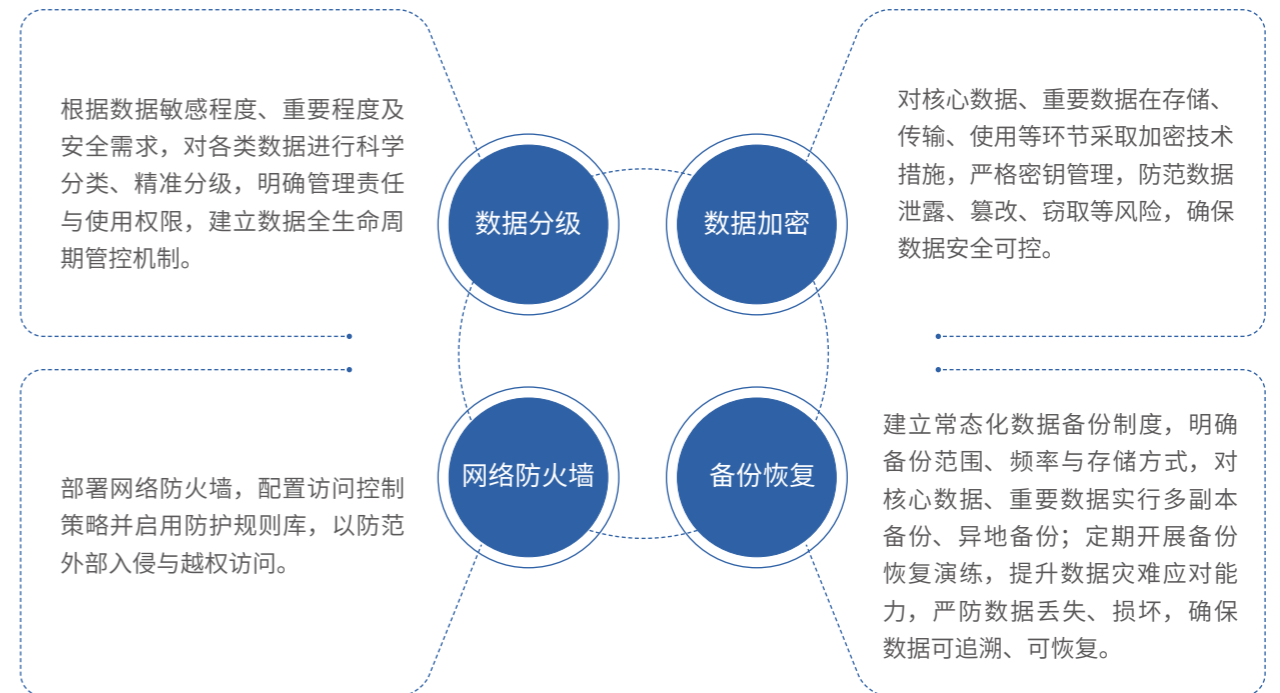 根据数据敏感程度、重要程度及
安全需求，对各类数据进行科学
分类、精准分级，明确管理责任
与使用权限，建立数据全生命周
期管控机制。
数据分级
数据加密
对核心数据、重要数据在存储、
传输、使用等环节采取加密技术
措施，严格密钥管理，防范数据
泄露、篡改、窃取等风险，确保
数据安全可控。
部署网络防火墙，配置访问控制
策略并启用防护规则库，以防范
外部入侵与越权访问。
网络防火墙
备份恢复
建立常态化数据备份制度，明确
备份范围、频率与存储方式，对
核心数据、重要数据实行多副本
备份、异地备份；定期开展备份
恢复演练，提升数据灾难应对能
力，严防数据丢失、损坏，确保
数据可追溯、可恢复。